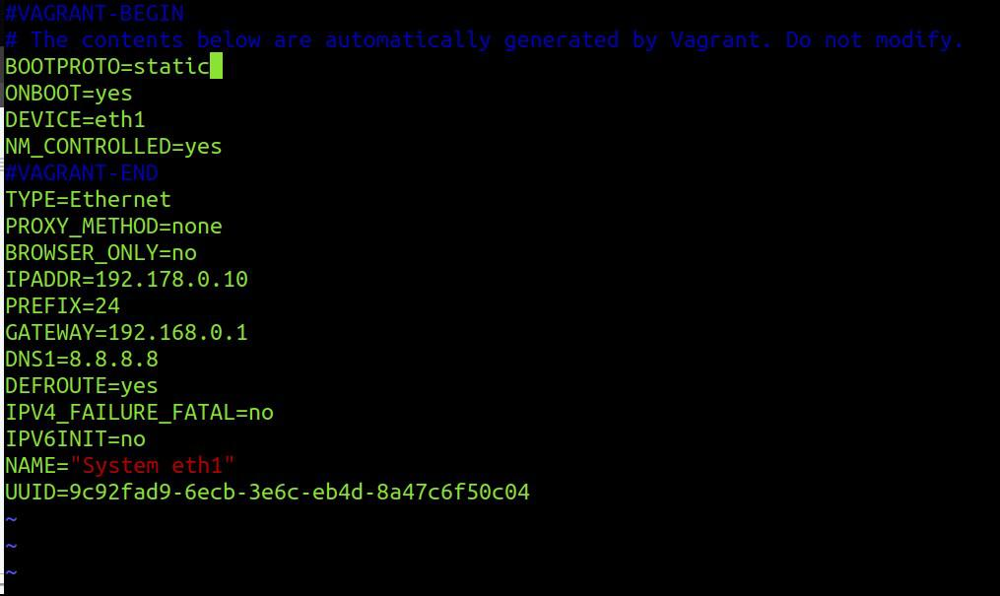 #VAGRANT-BEGIN
# The contents below are automatically generated by Vagrant. Do not modify.
BOOTPROTO=static
ONBOOT=yes
DEVICE=eth1
NM_CONTROLLED=yes
#VAGRANT-END
TYPE=Ethernet
PROXY_METHOD=none
BROWSER_ONLY=no
IPADDR=192.178.0.10
PREFIX=24
GATEWAY=192.168.0.1
DNS1=8.8.8.8
DEFROUTE=yes
IPV4_FAILURE_FATAL=no
IPV6INIT=no
NAME="System eth1"
UUID=9c92fad9-6ecb-3e6c-eb4d-8a47c6f50c04
~
~
~